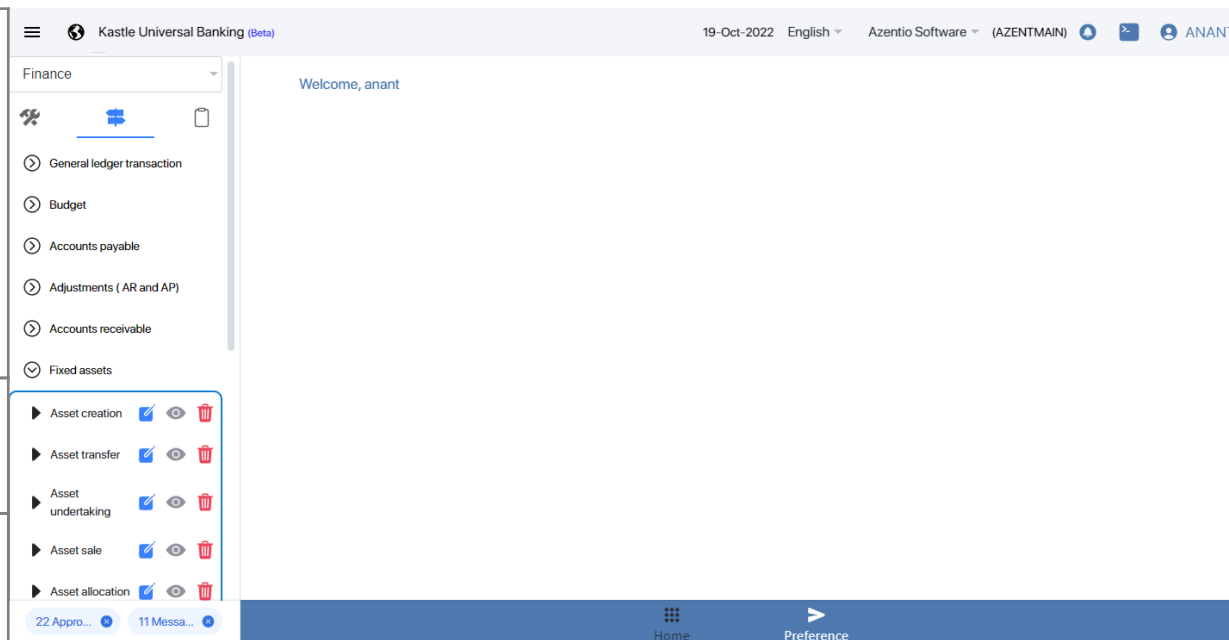 Kastle Universal Banking (Beta)
19-Oct-2022 English Azentio Software (AZENTMAIN) ANANT
Finance
Welcome, anant
General ledger transaction
Budget
Accounts payable
Adjustments ( AR and AP)
Accounts receivable
Fixed assets
Asset creation
Asset transfer
Asset
undertaking
Asset sale
Asset allocation
22 Appro... 11 Messa...
Home
Preference